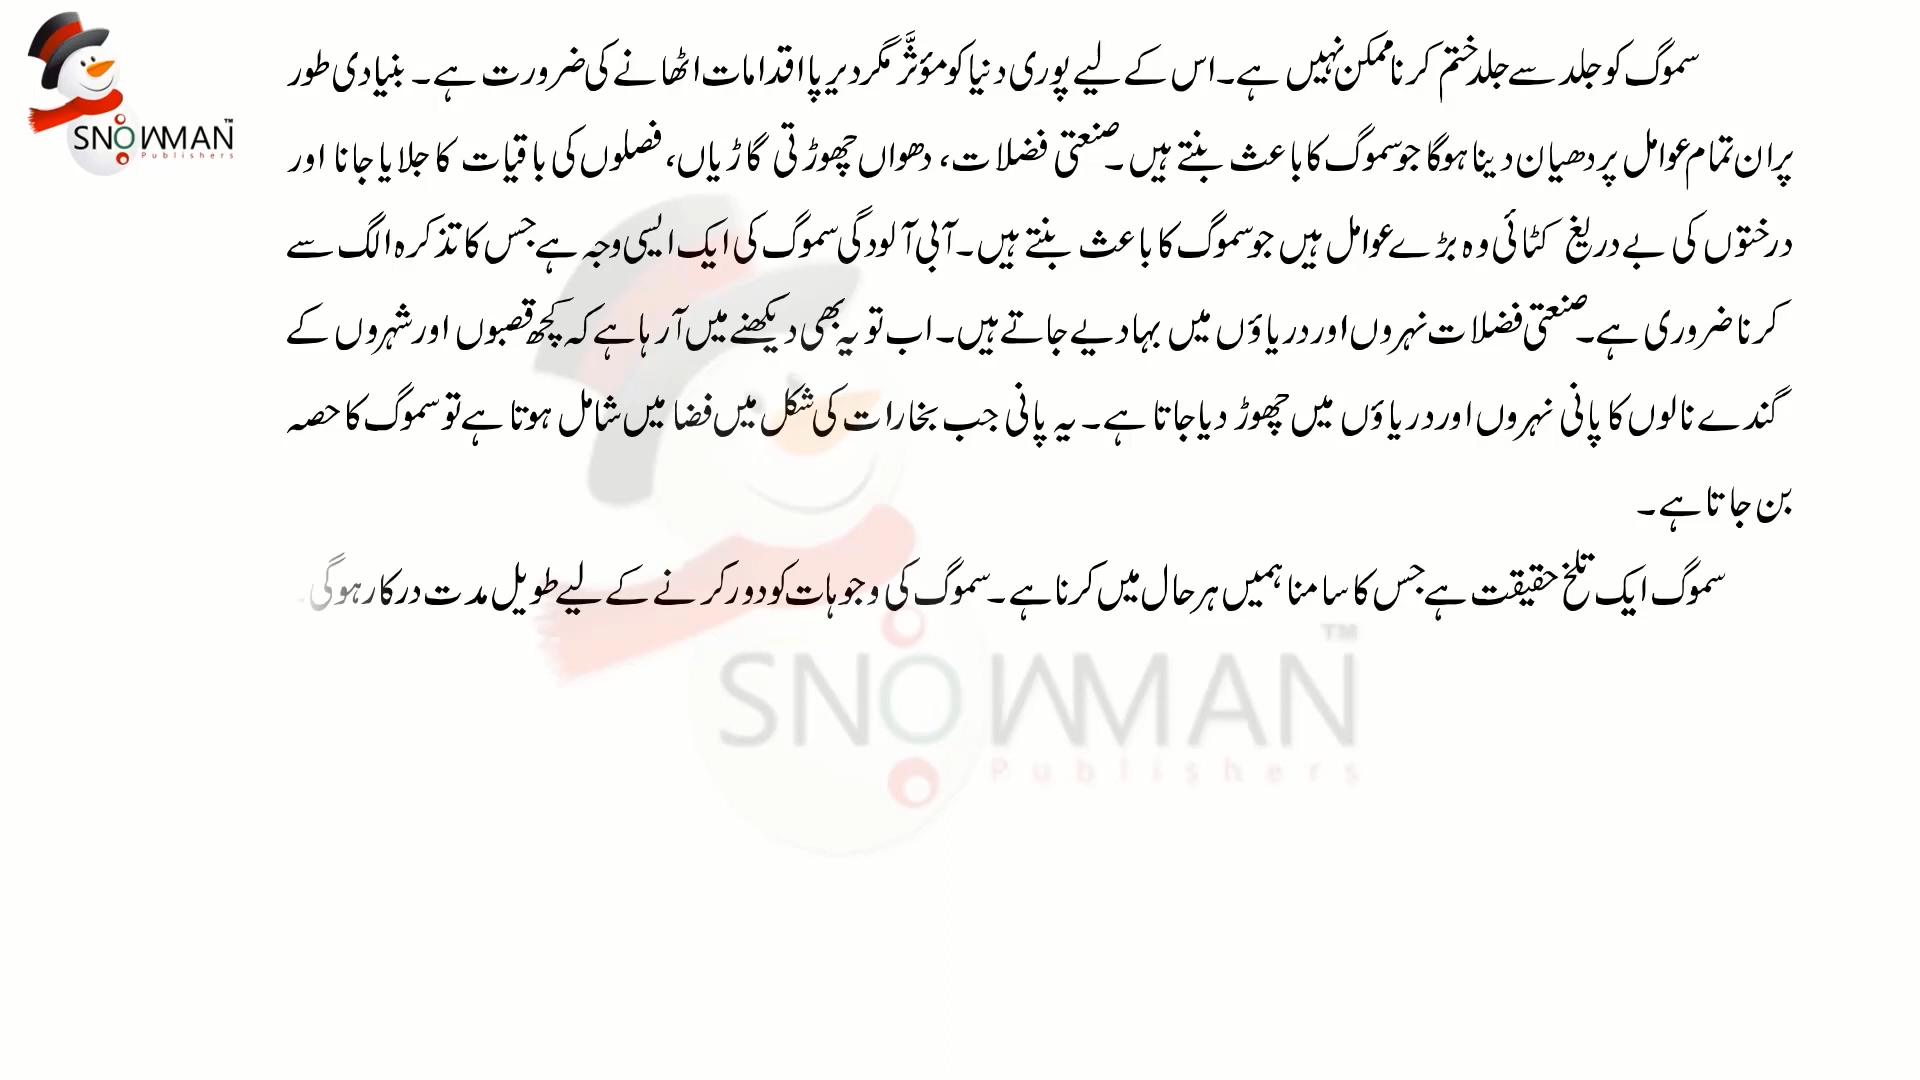 SNOWMAN™
Publishers
سموگ کو جلد سے جلد ختم کرنا ممکن نہیں ہے۔ اس کے لیے پوری دنیا کو مؤثَّر مگر دیرپا اقدامات اٹھانے کی ضرورت ہے۔ بنیادی طور
پر ان تمام عوامل پر دھیان دینا ہوگا جو سموگ کا باعث بنتے ہیں۔ صنعتی فضلات، دھواں چھوڑتی گاڑیاں، فصلوں کی باقیات کا جلایا جانا اور
درختوں کی بے دریغ کٹائی وہ بڑے عوامل ہیں جو سموگ کا باعث بنتے ہیں۔ آبی آلودگی سموگ کی ایک ایسی وجہ ہے جس کا تذکرہ الگ سے
کرنا ضروری ہے۔ صنعتی فضلات نہروں اور دریاؤں میں بہا دیے جاتے ہیں۔ اب تو یہ بھی دیکھنے میں آ رہا ہے کہ کچھ قصبوں اور شہروں کے
گندے نالوں کا پانی نہروں اور دریاؤں میں چھوڑ دیا جاتا ہے۔ یہ پانی جب بخارات کی شکل میں فضا میں شامل ہوتا ہے تو سموگ کا حصہ
بن جاتا ہے۔
سموگ ایک تلخ حقیقت ہے جس کا سامنا ہمیں ہر حال میں کرنا ہے۔ سموگ کی وجوہات کو دور کرنے کے لیے طویل مدت درکار ہوگی۔
SNOWMAN™
Publishers